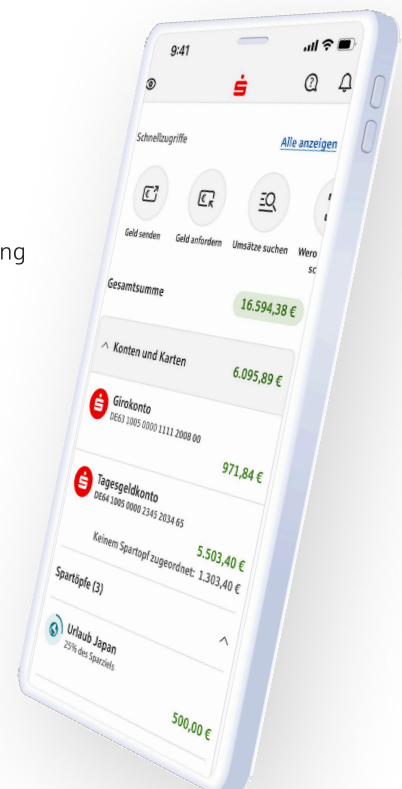 9:41
Schnellzugriffe Alle anzeigen
Geld senden Geld anfordern Umsätze suchen Wero
sc
ng
Gesamtsumme 16.594,38 €
Konten und Karten 6.095,89 €
Girokonto
DE63 1005 0000 1111 2008 00
971,84 €
Tagesgeldkonto
DE64 1005 0000 2345 2034 65
5.503,40 €
Keinem Spartopf zugeordnet: 1.303,40 €
Spartöpfe (3)
Urlaub Japan
25% des Sparziels
500,00 €